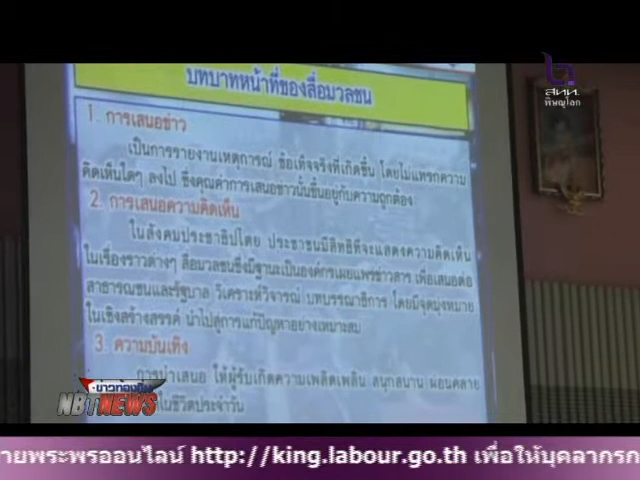 บทบาทหน้าที่ของสื่อมวลชน
สทท.
พิษณุโลก
1. การเสนอข่าว
เป็นการรายงานเหตุการณ์ ข้อเท็จจริงที่เกิดขึ้น โดยไม่แทรกความ
คิดเห็นใดๆ ลงไป ซึ่งคุณค่าการเสนอข่าวนั้นขึ้นอยู่กับความถูกต้อง
2. การเสนอความคิดเห็น
ในสังคมประชาธิปไตย ประชาชนมีสิทธิที่จะแสดงความคิดเห็น
ในเรื่องราวต่างๆ สื่อมวลชนซึ่งมีฐานะเป็นองค์กรเผยแพร่ข่าวสาร เพื่อเสนอต่อ
สาธารณชนและรัฐบาล วิเคราะห์วิจารณ์ บทบรรณาธิการ โดยมีจุดมุ่งหมาย
ในเชิงสร้างสรรค์ นำไปสู่การแก้ปัญหาอย่างเหมาะสม
3. ความบันเทิง
การนำเสนอ ให้ผู้รับเกิดความเพลิดเพลิน สนุกสนาน ผ่อนคลาย
ในชีวิตประจำวัน
ข่าวท้องถิ่น
NBT NEWS
ายพระพรออนไลน์ http://king.labour.go.th เพื่อให้บุคลากรก